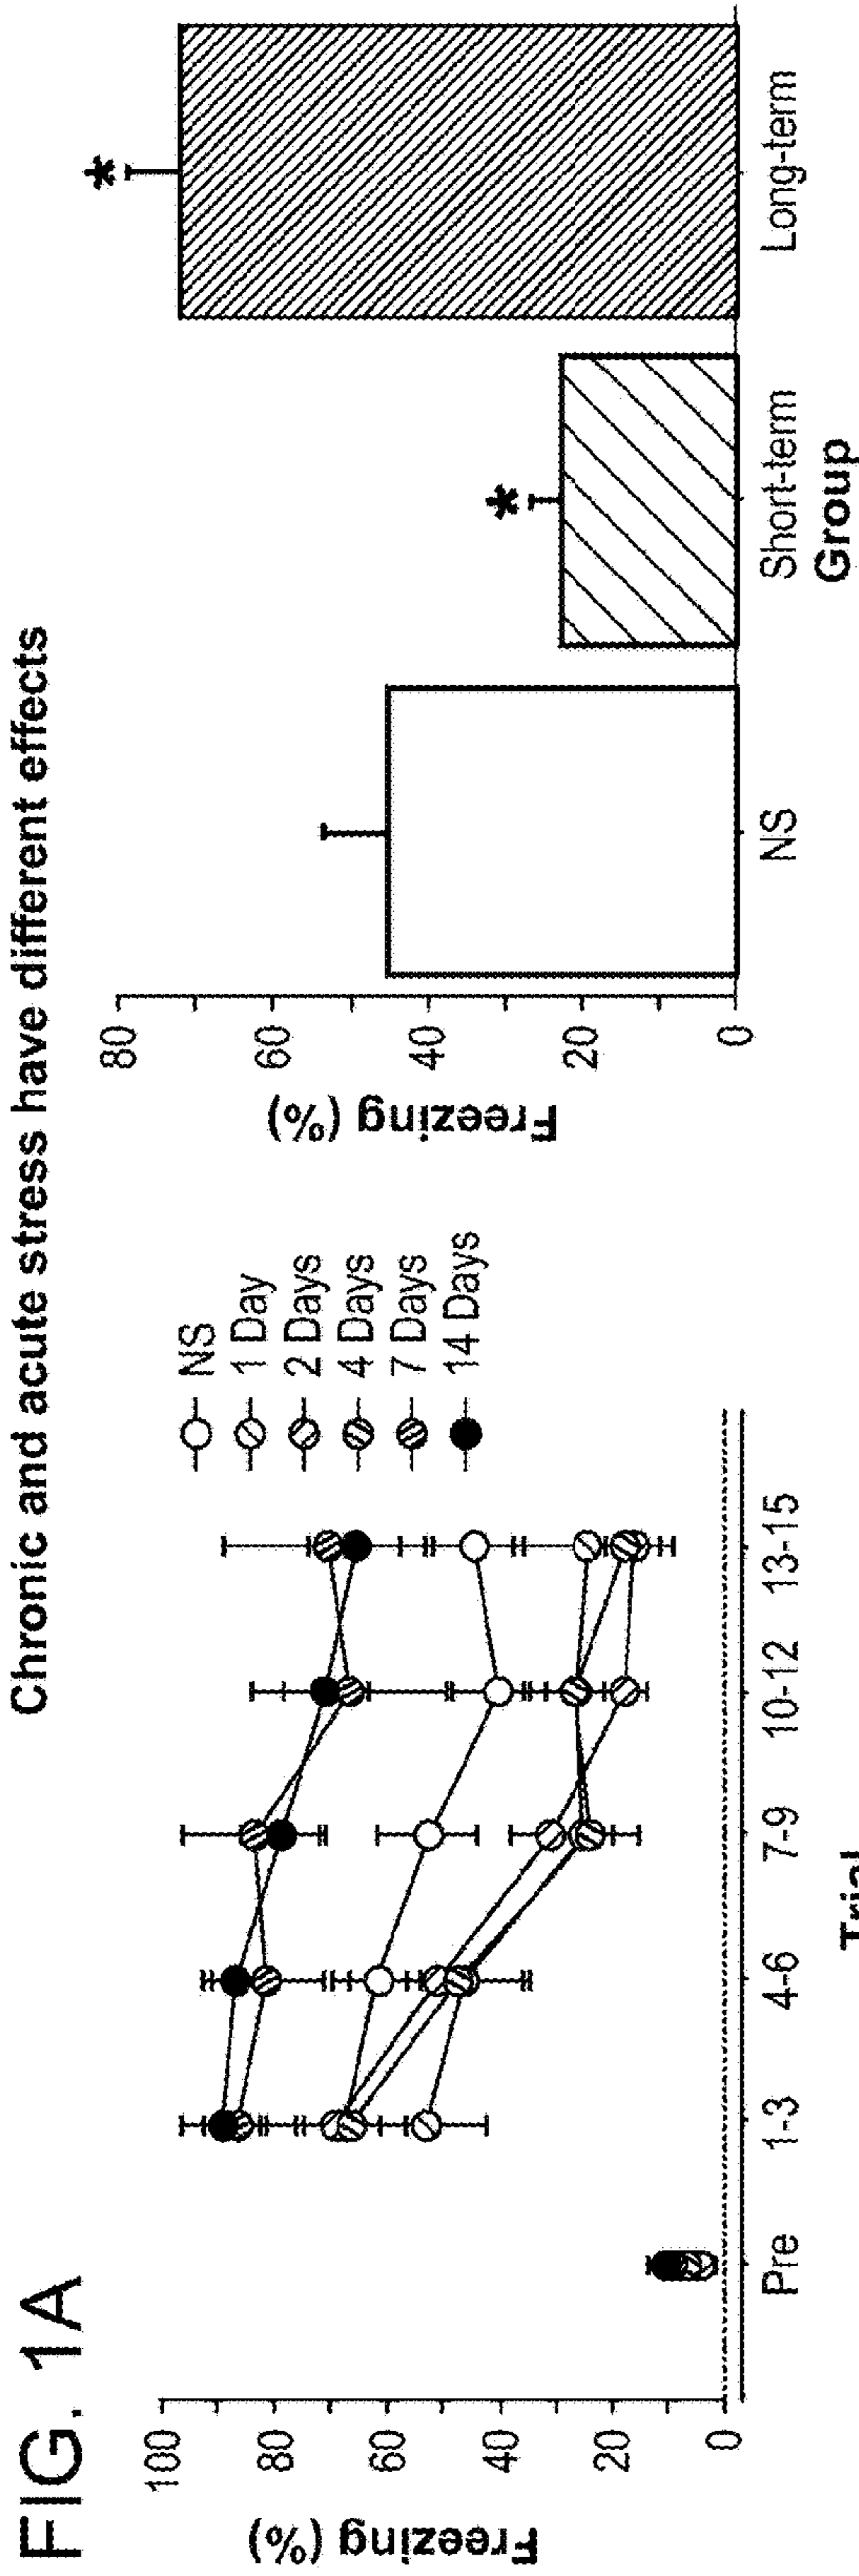 FIG. 1A
Chronic and acute stress have different effects
Freezing (%)
100
80
60
40
20
0
Pre
1-3
4-6
7-9
10-12
13-15
Trial
NS
1 Day
2 Days
4 Days
7 Days
14 Days
Freezing (%)
80
60
40
20
0
*
*
NS
Short-term
Long-term
Group